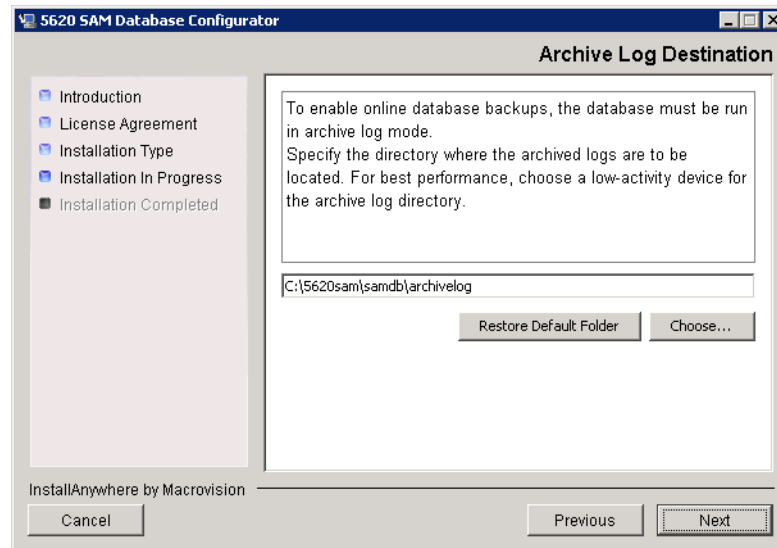 5620 SAM Database Configurator
Archive Log Destination
Introduction
License Agreement
Installation Type
Installation In Progress
Installation Completed
To enable online database backups, the database must be run
in archive log mode.
Specify the directory where the archived logs are to be
located. For best performance, choose a low-activity device for
the archive log directory.
C:\5620sam\samdb\archivelog
Restore Default Folder
Choose...
InstallAnywhere by Macrovision
Cancel
Previous
Next